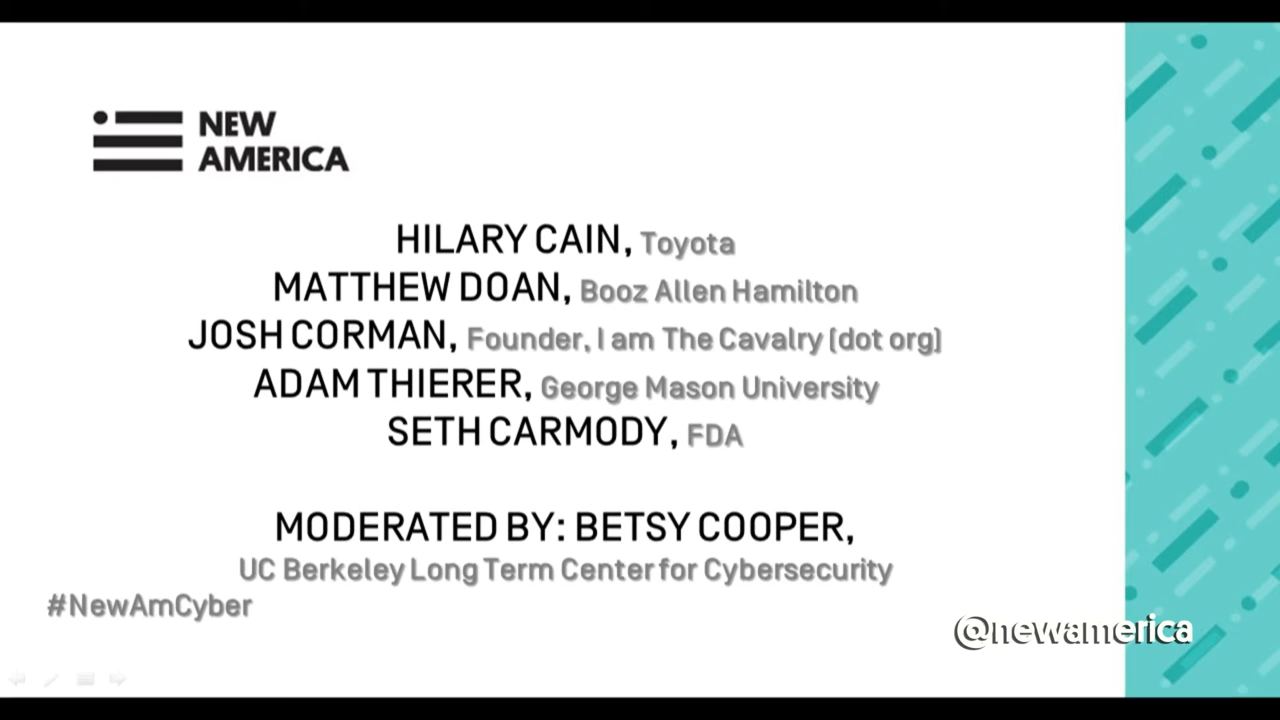 NEW
AMERICA
HILARY CAIN, Toyota
MATTHEW DOAN, Booz Allen Hamilton
JOSH CORMAN, Founder, I am The Cavalry (dot org)
ADAM THIERER, George Mason University
SETH CARMODY, FDA
MODERATED BY: BETSY COOPER,
UC Berkeley Long Term Center for Cybersecurity
#NewAmCyber
@newamerica